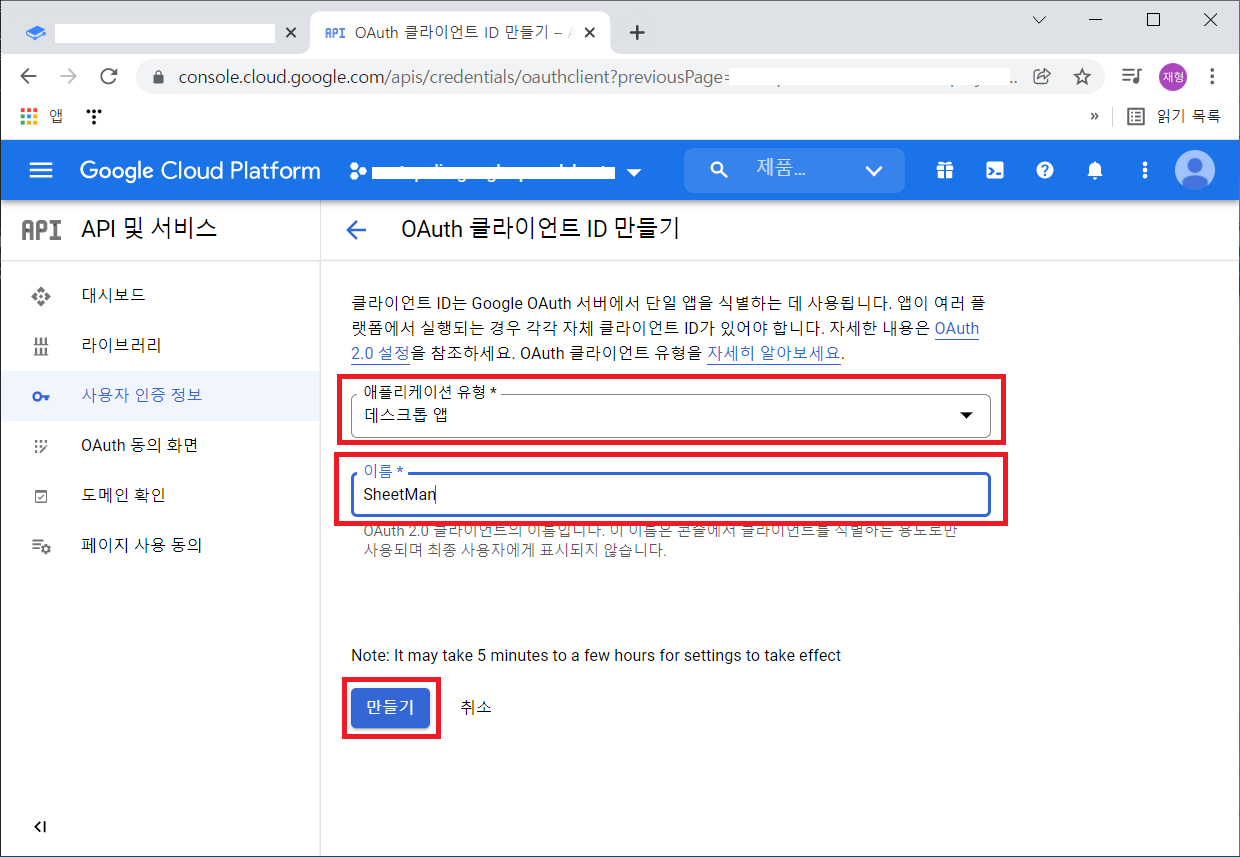 API OAuth 클라이언트 ID 만들기 –
console.cloud.google.com/apis/credentials/oauthclient?previousPage=
..
재형
앱
»
읽기 목록
Google Cloud Platform
제품...
API API 및 서비스
OAuth 클라이언트 ID 만들기
대시보드
라이브러리
사용자 인증 정보
OAuth 동의 화면
도메인 확인
페이지 사용 동의
클라이언트 ID는 Google OAuth 서버에서 단일 앱을 식별하는 데 사용됩니다. 앱이 여러 플
랫폼에서 실행되는 경우 각각 자체 클라이언트 ID가 있어야 합니다. 자세한 내용은 OAuth
2.0 설정을 참조하세요. OAuth 클라이언트 유형을 자세히 알아보세요.
애플리케이션 유형 *
데스크톱 앱
이름 *
SheetMan
OAuth 2.0 클라이언트의 이름입니다. 이 이름은 콘솔에서 클라이언트를 식별하는 용도로만
사용되며 최종 사용자에게 표시되지 않습니다.
Note: It may take 5 minutes to a few hours for settings to take effect
만들기
취소